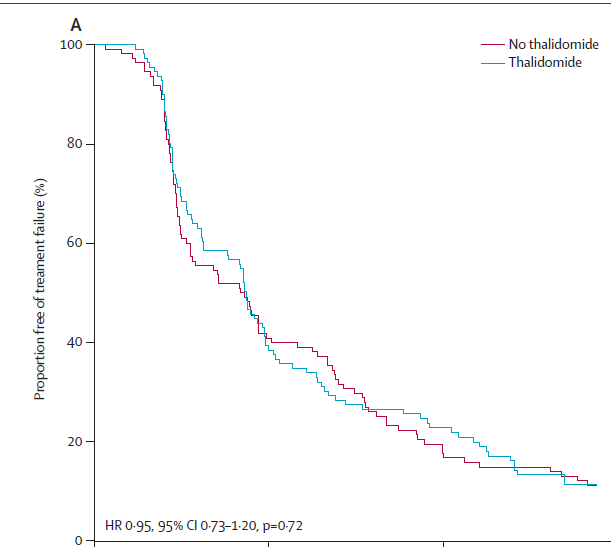 A
100
80
60
40
20
0
Proportion free of treament failure (%)
No thalidomide
Thalidomide
HR 0·95, 95% CI 0·73–1·20, p=0·72